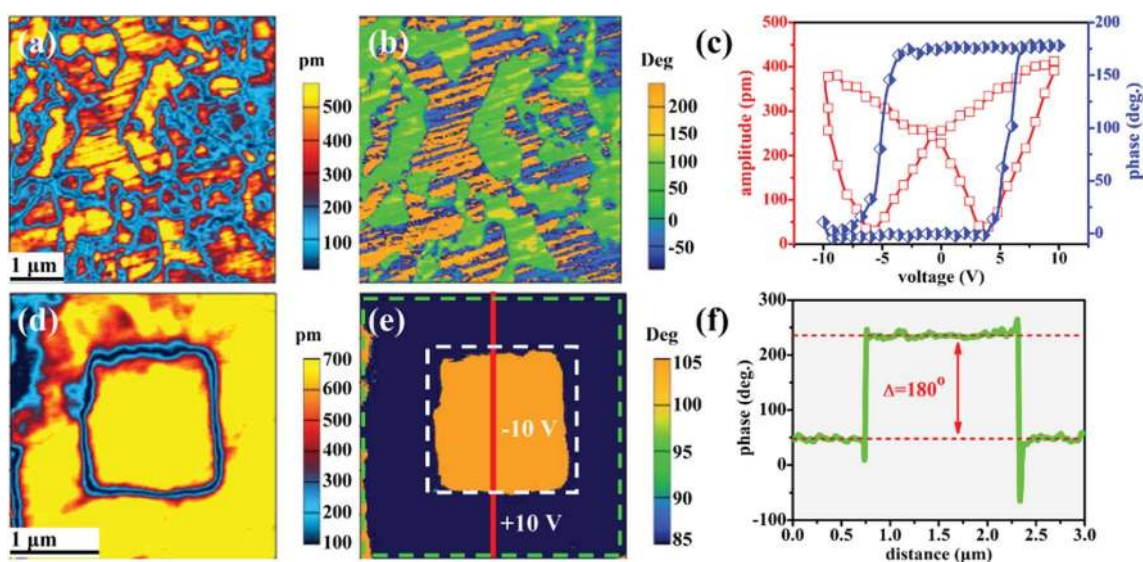 (a)
pm
500
400
300
200
100
1 μm
(b)
Deg
200
150
100
50
0
-50
(c)
amplitude (pm)
500
400
300
200
100
0
-10 -5 0 5 10
voltage (V)
200
150
100
50
0
phase (deg.)
(d)
pm
700
600
500
400
300
200
100
1 μm
(e)
-10 V
+10 V
Deg
105
100
95
90
85
(f)
phase (deg.)
300
200
100
0
-100
Δ=180°
0.0 0.5 1.0 1.5 2.0 2.5 3.0
distance (μm)